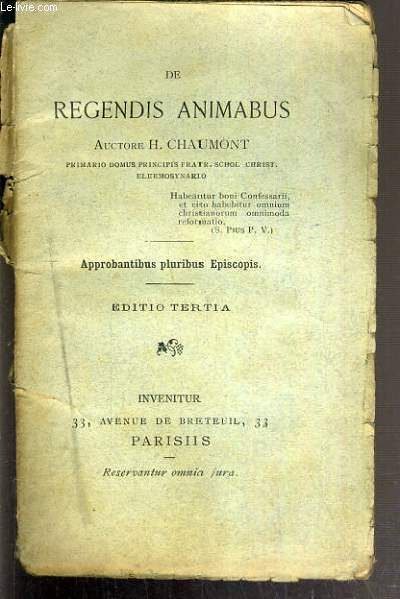 Le-livre.com
DE
REGENDIS ANIMABUS
AUCTORE H. CHAUMONT
PRIMARIO DOMUS PRINCIPIS FRATR. SCHOL. CHRIST.
ELEEMOSYNARIO
Habeantur boni Confessarii,
et cito habebitur omnium
christianorum omnimoda
reformatio.
(S. PIUS P. V.)
Approbantibus pluribus Episcopis.
EDITIO TERTIA
INVENITUR
33, AVENUE DE BRETEUIL, 33
PARISIIS
Reservantur omnia jura.